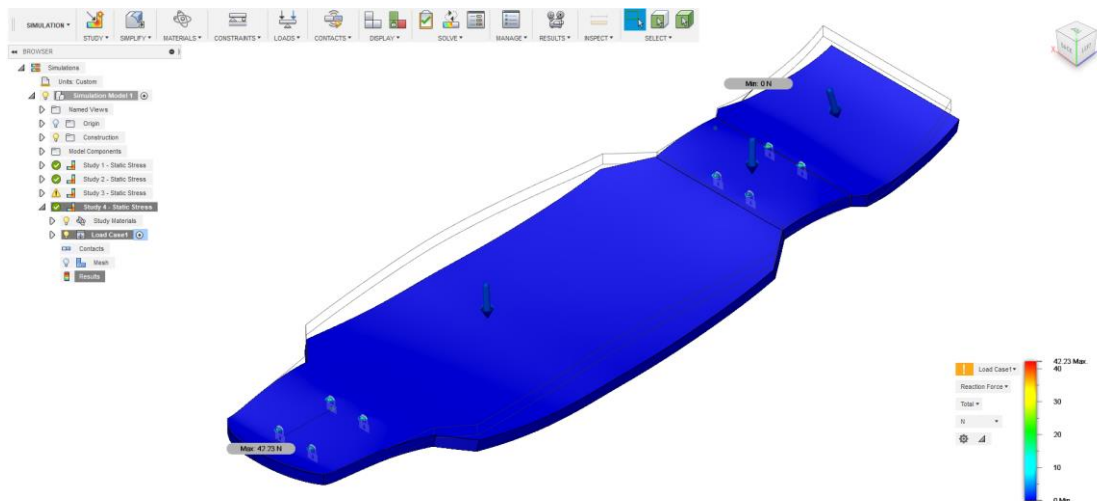 SIMULATION ▾
STUDY ▾
SIMPLIFY ▾
MATERIALS ▾
CONSTRAINTS ▾
LOADS ▾
CONTACTS ▾
DISPLAY ▾
SOLVE ▾
MANAGE ▾
RESULTS ▾
INSPECT ▾
SELECT ▾
BROWSER
Simulations
Units: Custom
Simulation Model 1
Named Views
Origin
Construction
Model Components
Study 1 - Static Stress
Study 2 - Static Stress
Study 3 - Static Stress
Study 4 - Static Stress
Study Materials
Load Case1
Contacts
Mesh
Results
Min: 0 N
Max: 42.23 N
BACK
LEFT
X
Load Case1 ▾
Reaction Force ▾
Total ▾
N ▾
42.23 Max.
40
30
20
10
0 Min.